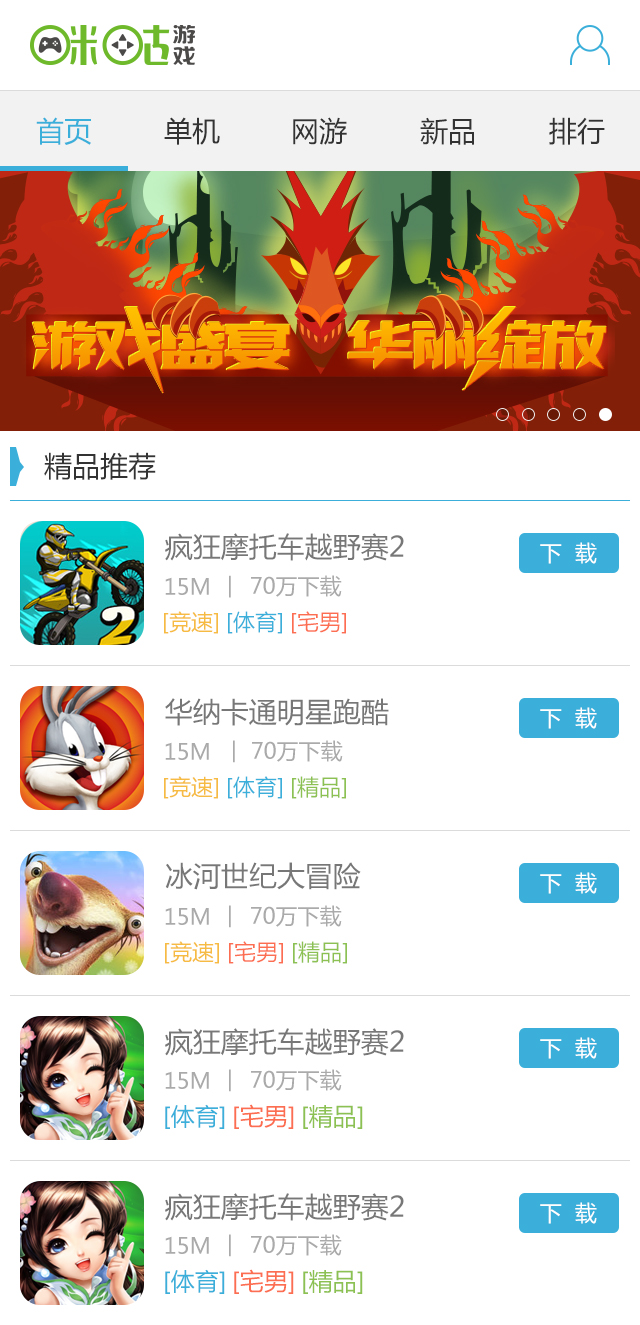 咪咕游戏
首页 单机 网游 新品 排行
游戏盛宴 华丽绽放
精品推荐
疯狂摩托车越野赛2
下 载
15M | 70万下载
[竞速] [体育] [宅男]
2
华纳卡通明星跑酷
下 载
15M | 70万下载
[竞速] [体育] [精品]
冰河世纪大冒险
下 载
15M | 70万下载
[竞速] [宅男] [精品]
疯狂摩托车越野赛2
下 载
15M | 70万下载
[体育] [宅男] [精品]
疯狂摩托车越野赛2
下 载
15M | 70万下载
[体育] [宅男] [精品]